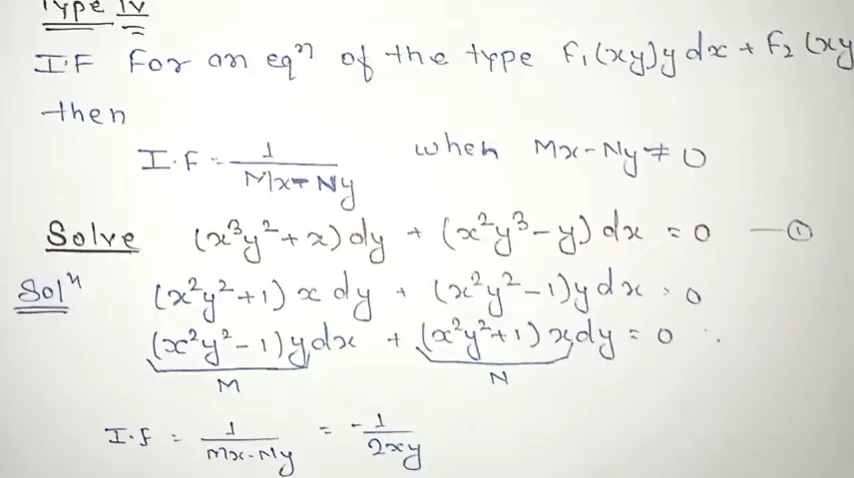 Type IV
I.F For an eqⁿ of the type F₁(xy)y dx + F₂(xy
then
I.F = 1/(Mx-Ny) when Mx-Ny ≠ 0
Solve (x³y²+x)dy + (x²y³-y)dx = 0 —①
Solⁿ (x²y²+1)x dy + (x²y²-1)y dx = 0
(x²y²-1)y dx + (x²y²+1)x dy = 0
M N
I.f = 1/(Mx-Ny) = -1/(2xy)